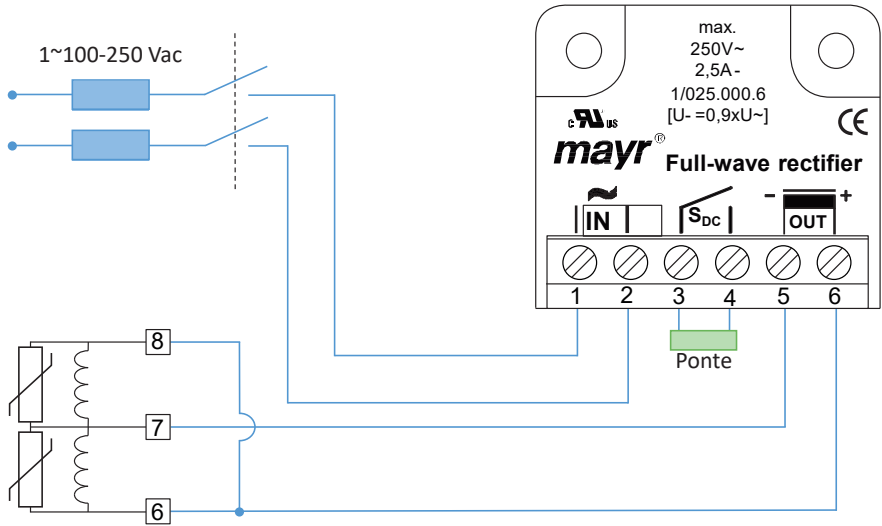 1~100-250 Vac
max.
250V~
2,5A-
1/025.000.6
[U- =0,9xU~]
c RU US
CE
mayr®
Full-wave rectifier
~
- +
IN
SDC
OUT
1 2 3 4 5 6
Ponte
8
7
6